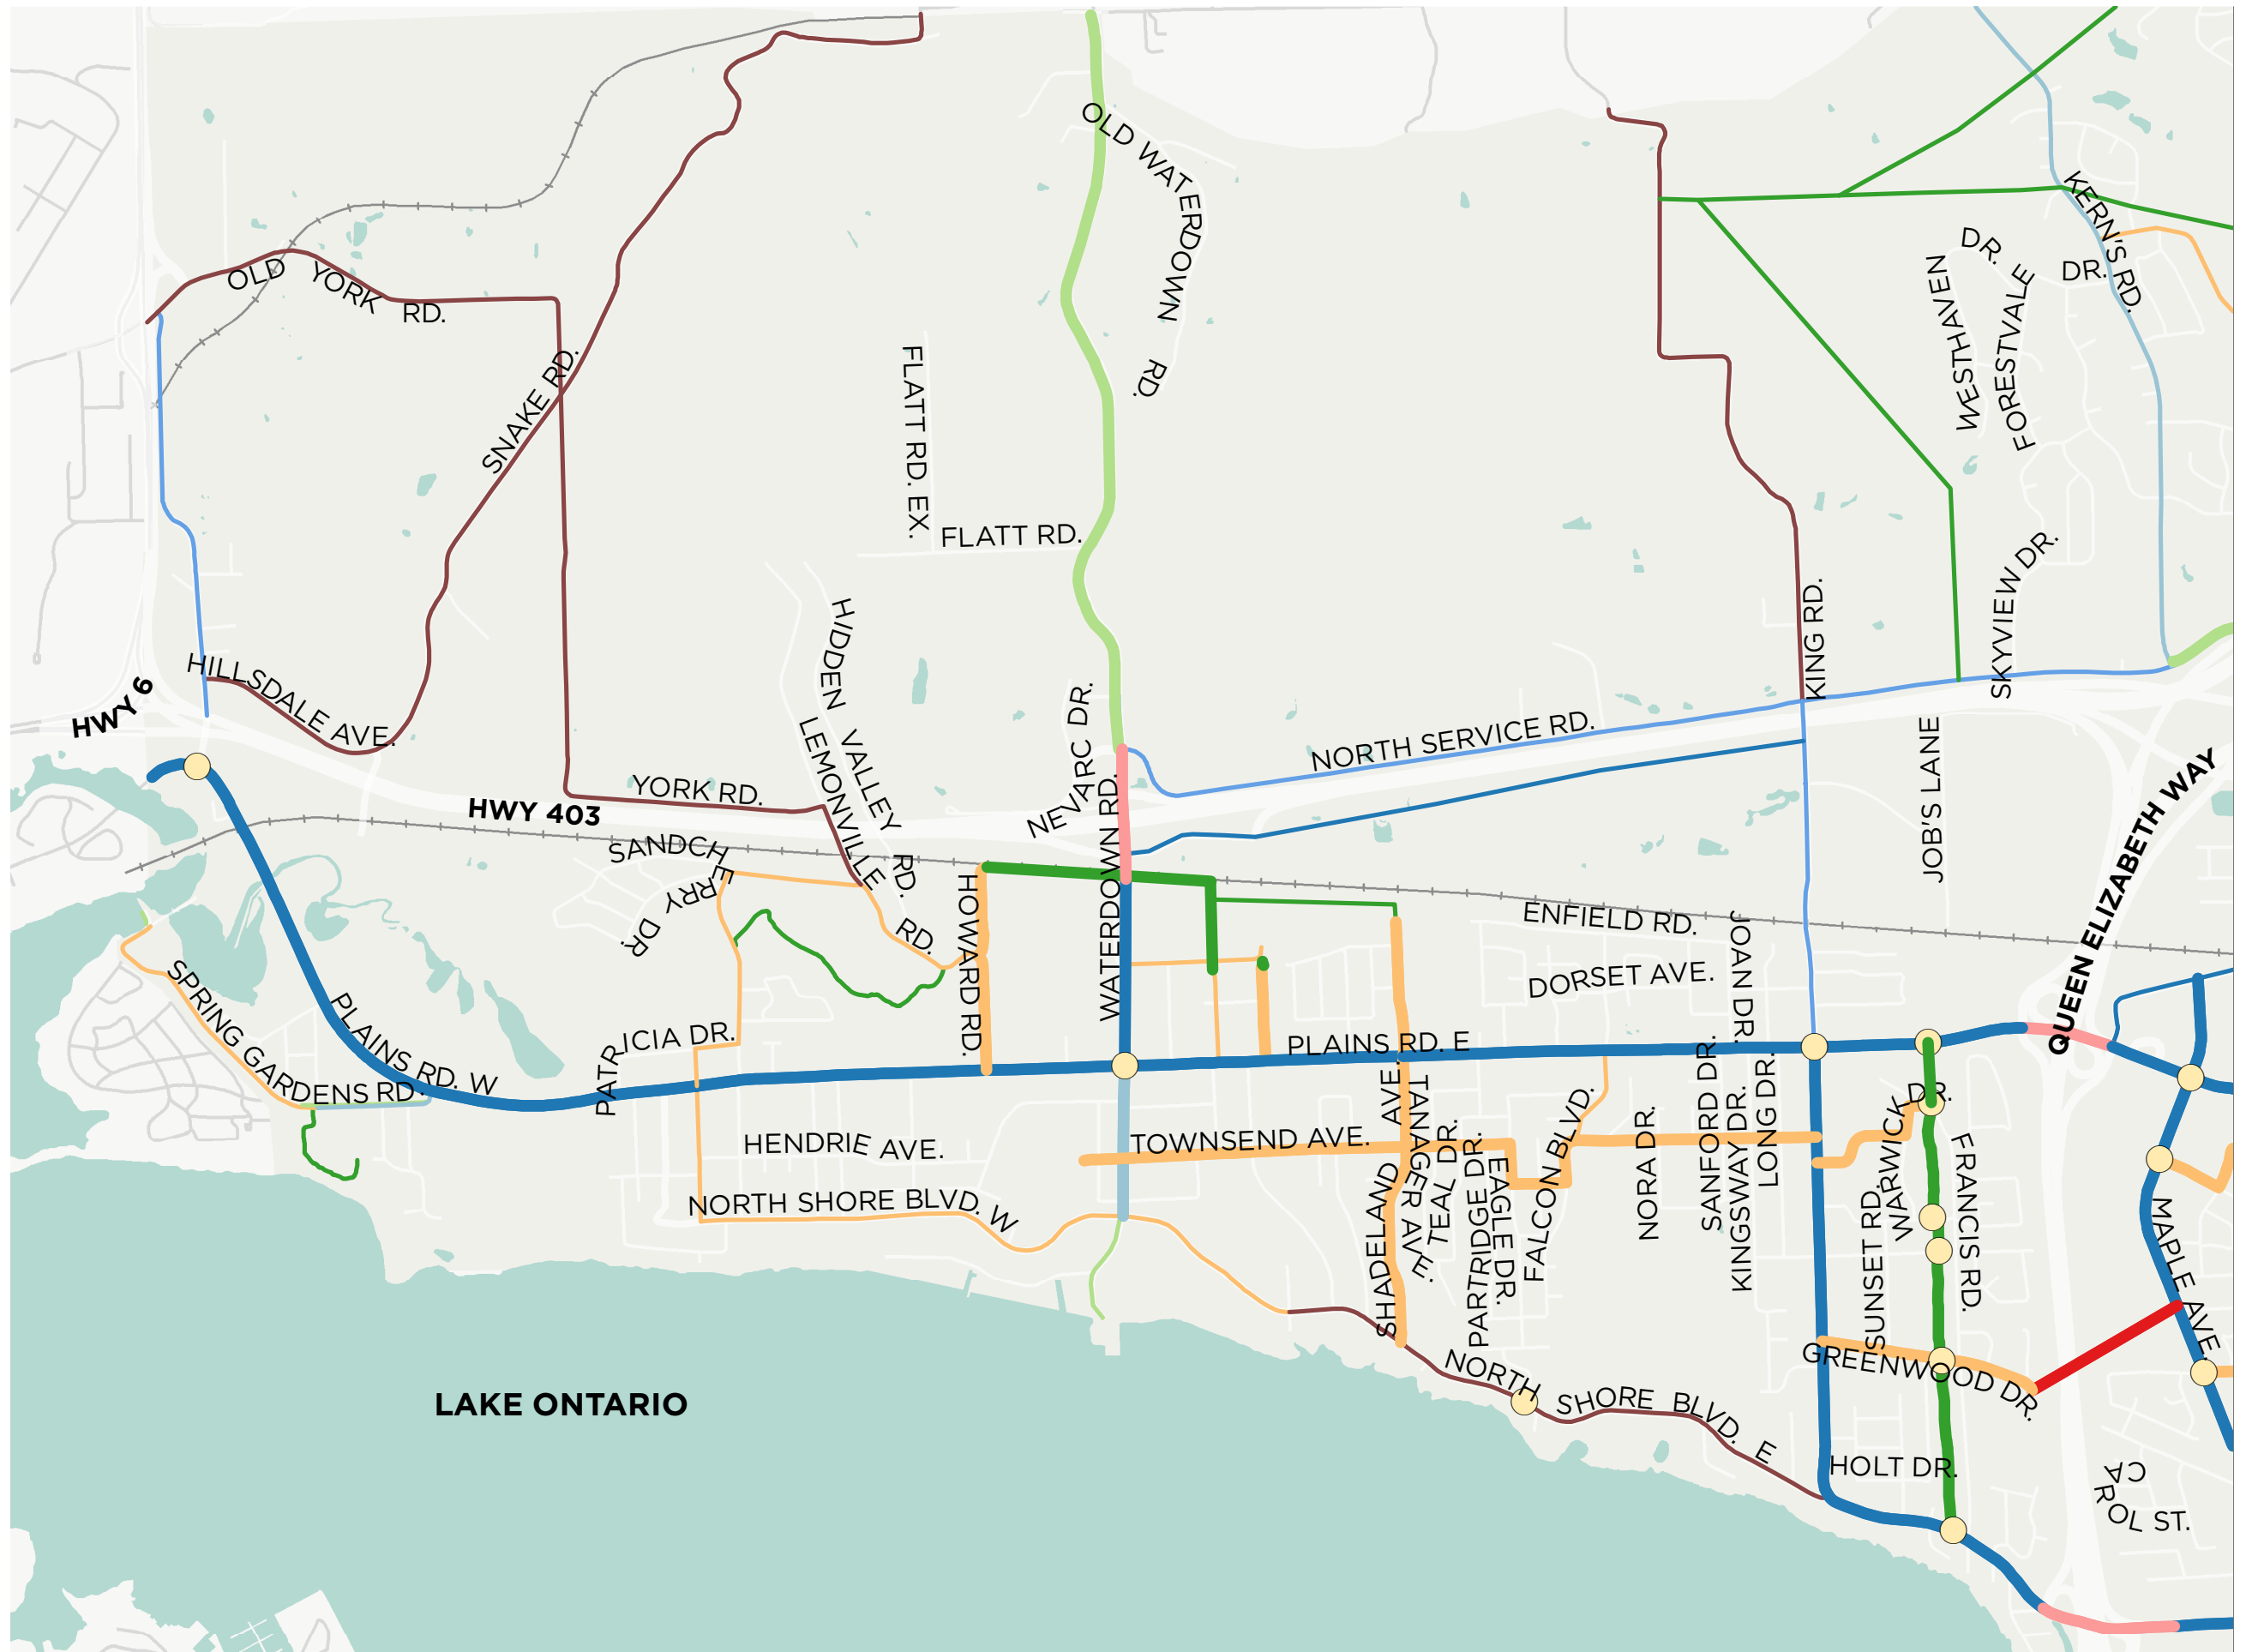 OLD WATERDOWN RD.
KERN'S RD.
WESTHAVEN DR.
FORESTVALE DR.
OLD YORK RD.
SNAKE RD.
FLATT RD. EX.
FLATT RD.
SKYVIEW DR.
KING RD.
HIDDEN VALLEY RD.
HILLSDALE AVE.
HWY 6
NEVARC DR.
NORTH SERVICE RD.
JOB'S LANE
QUEEN ELIZABETH WAY
LEMONVILLE RD.
YORK RD.
HWY 403
SANDCHERRY DR.
HOWARD RD.
WATERDOWN RD.
ENFIELD RD.
JOAN DR.
DORSET AVE.
SPRING GARDENS RD.
PLAINS RD. W
PATRICIA DR.
PLAINS RD. E
HENDRIE AVE.
TOWNSEND AVE.
NORTH SHORE BLVD. W
SHADELAND AVE.
TANAGER AVE.
TEAL DR.
PARTRIDGE DR.
EAGLE DR.
FALCON BLVD.
NORA DR.
SANFORD DR.
KINGSWAY DR.
LONG DR.
SUNSET RD.
WARWICK DR.
FRANCIS RD.
MAPLE AVE.
GREENWOOD DR.
NORTH SHORE BLVD. E
LAKE ONTARIO
HOLT DR.
CAROL ST.